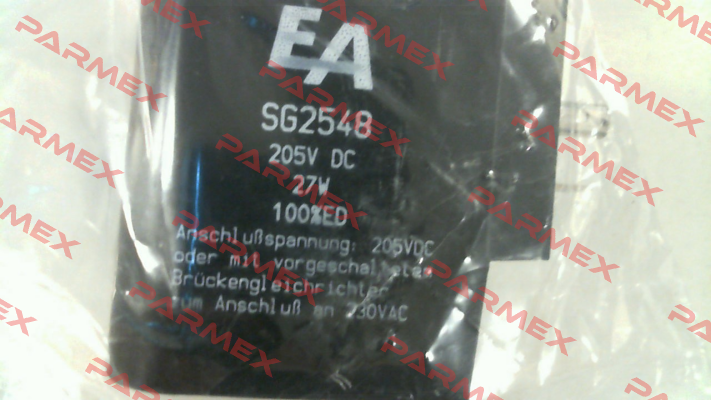 EA
SG2548
205V DC
27W
100%ED
Anschlußspannung: 205VDC
oder mit vorgeschaltetem
Brückengleichrichter
zum Anschluß an 230VAC
PARMEX